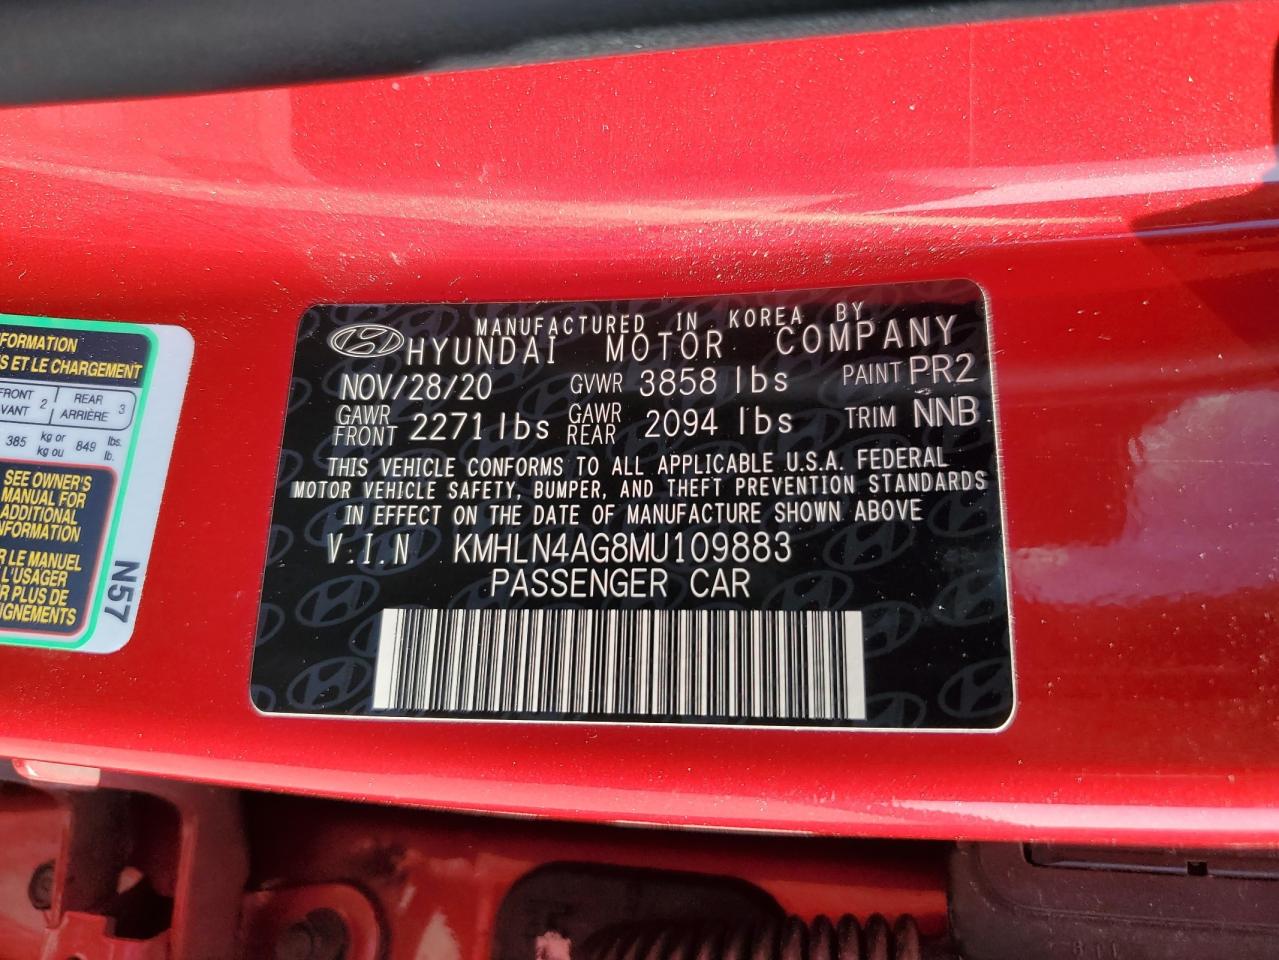 MANUFACTURED IN KOREA BY
HYUNDAI MOTOR COMPANY
NOV/28/20 GVWR 3858 lbs PAINT PR2
GAWR FRONT 2271 lbs GAWR REAR 2094 lbs TRIM NNB
THIS VEHICLE CONFORMS TO ALL APPLICABLE U.S.A. FEDERAL
MOTOR VEHICLE SAFETY, BUMPER, AND THEFT PREVENTION STANDARDS
IN EFFECT ON THE DATE OF MANUFACTURE SHOWN ABOVE
V.I.N KMHLN4AG8MU109883
PASSENGER CAR
FORMATION
ET LE CHARGEMENT
FRONT 2 REAR 3
VANT ARRIÈRE
385 kg or 849 lbs.
kg ou lb.
SEE OWNER'S
MANUAL FOR
ADDITIONAL
NFORMATION
R LE MANUEL
L'USAGER
R PLUS DE
IGNEMENTS
N57